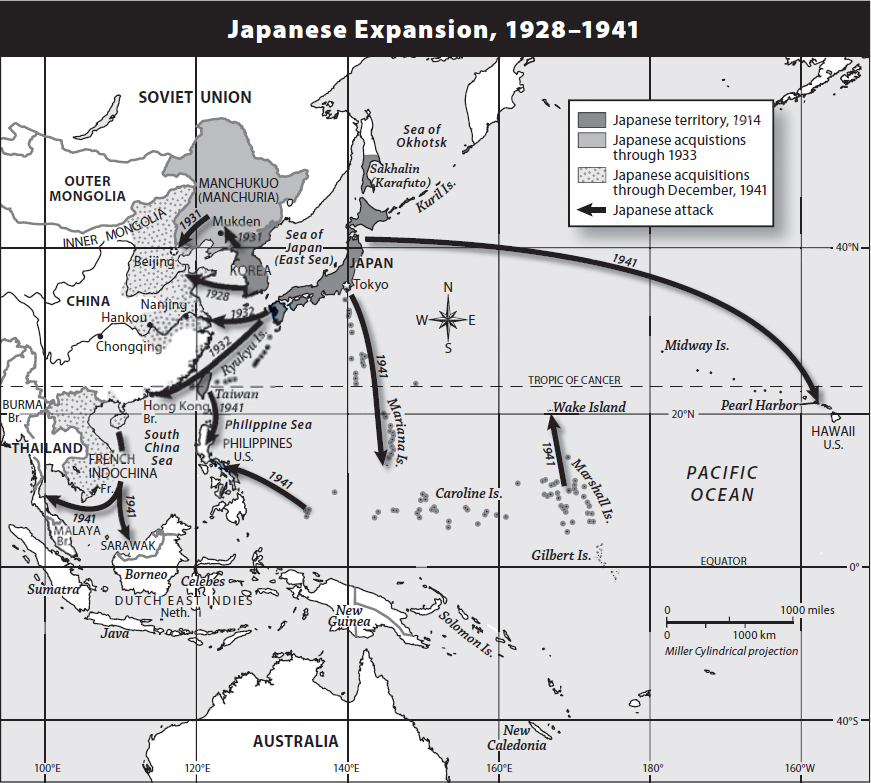 Japanese Expansion, 1928–1941
SOVIET UNION
Sea of
Okhotsk
Japanese territory, 1914
Japanese acquistions
through 1933
Japanese acquisitions
through December, 1941
Japanese attack
OUTER
MONGOLIA
MANCHUKUO
(MANCHURIA)
Sakhalin
(Karafuto)
Kuril Is.
INNER MONGOLIA
1931
Mukden
1931
Sea of
Japan
(East Sea)
40°N
Beijing
KOREA
JAPAN
1941
Tokyo
1928
CHINA
Nanjing
Hankou
1932
Chongqing
1932
Ryukyu Is.
N
W
E
S
Midway Is.
1941
TROPIC OF CANCER
Taiwan
BURMA
Br.
Hong Kong
Br.
1941
Philippine Sea
Mariana Is.
Wake Island
20°N
Pearl Harbor
HAWAII
U.S.
THAILAND
South
China
Sea
PHILIPPINES
U.S.
FRENCH
INDOCHINA
Fr.
1941
1941
Marshall Is.
PACIFIC
OCEAN
Caroline Is.
1941
1941
MALAYA
Br.
SARAWAK
Gilbert Is.
EQUATOR
0°
Sumatra
Borneo
Celebes
DUTCH EAST INDIES
Neth.
New
Guinea
Solomon Is.
Java
0
1000 miles
0
1000 km
Miller Cylindrical projection
AUSTRALIA
New
Caledonia
40°S
100°E
120°E
140°E
160°E
180°
160°W